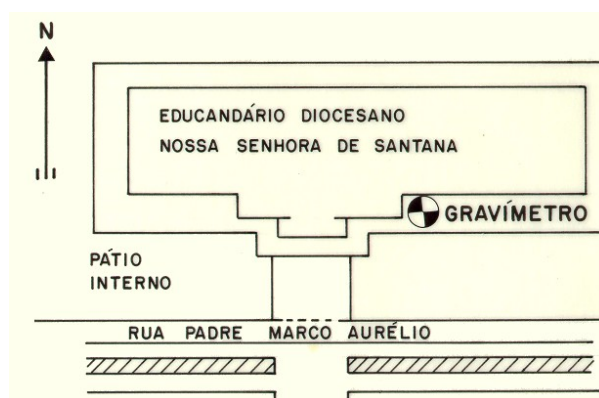 N
EDUCANDÁRIO DIOCESANO
NOSSA SENHORA DE SANTANA
GRAVÍMETRO
PÁTIO
INTERNO
RUA PADRE MARCO AURÉLIO